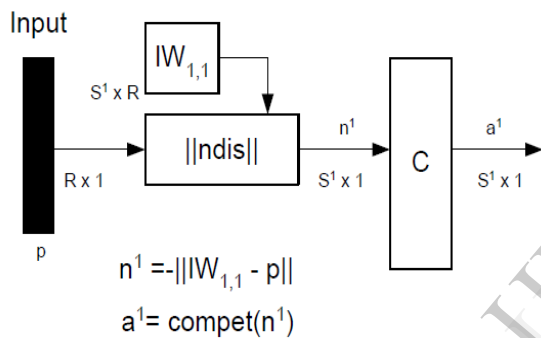 Input
IW₁,₁
S¹ x R
||ndis||
n¹
a¹
C
R x 1
S¹ x 1
S¹ x 1
p
n¹ =-||IW₁,₁ - p||
a¹= compet(n¹)